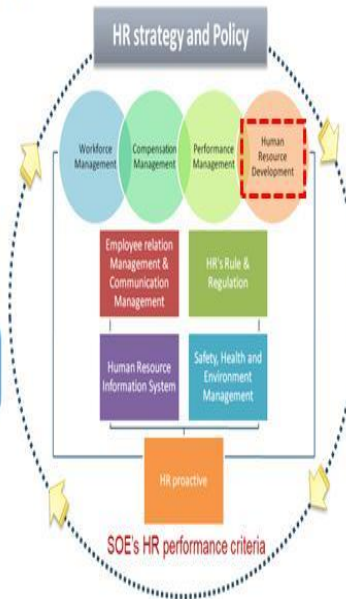 HR strategy and Policy
Workforce
Management
Compensation
Management
Performance
Management
Human
Resource
Development
Employee relation
Management &
Communication
Management
HR's Rule &
Regulation
Human Resource
Information System
Safety, Health and
Environment
Management
HR proactive
SOE's HR performance criteria